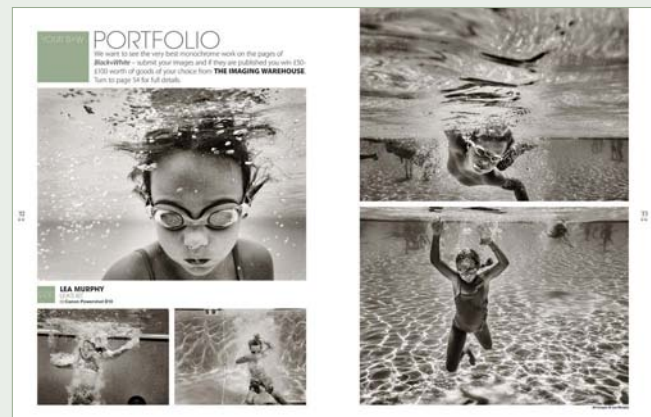 YOUR B+W
PORTFOLIO
We want to see the very best monochrome work on the pages of
Black+White – submit your images and if they are published you win £50-
£100 worth of goods of your choice from THE IMAGING WAREHOUSE.
Turn to page 54 for full details.
LEA MURPHY
Canon Powershot D10